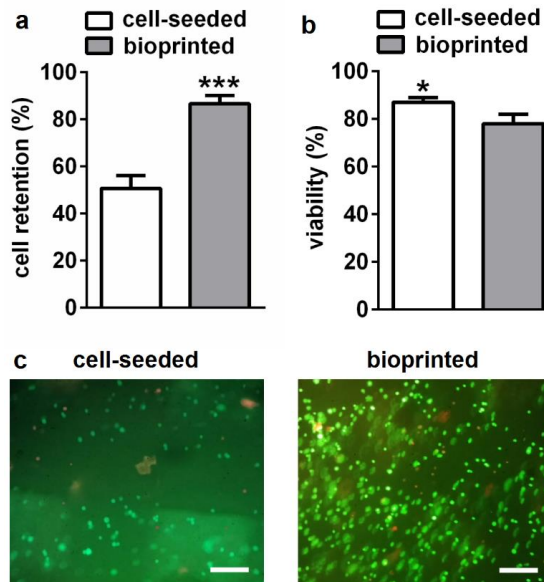 a
cell-seeded
bioprinted
cell retention (%)
100
80
60
40
20
0
***
b
cell-seeded
bioprinted
viability (%)
100
80
60
40
20
0
*
c
cell-seeded
bioprinted